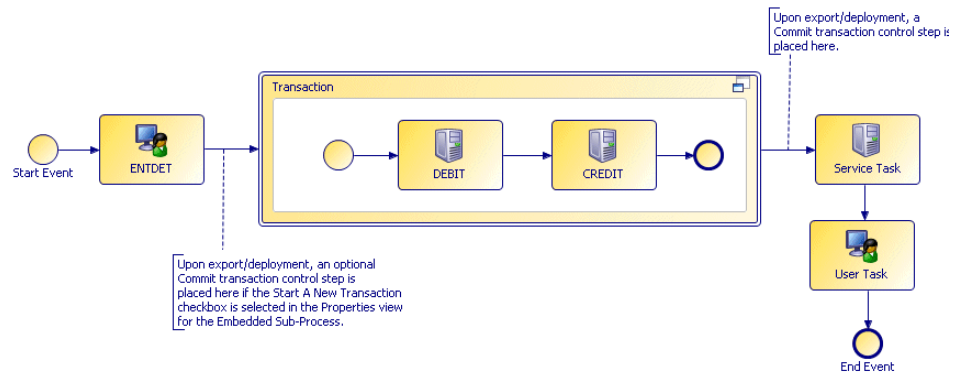 Upon export/deployment, a
Commit transaction control step is
placed here.
Transaction
Start Event
ENTDET
DEBIT
CREDIT
Service Task
Upon export/deployment, an optional
Commit transaction control step is
placed here if the Start A New Transaction
checkbox is selected in the Properties view
for the Embedded Sub-Process.
User Task
End Event